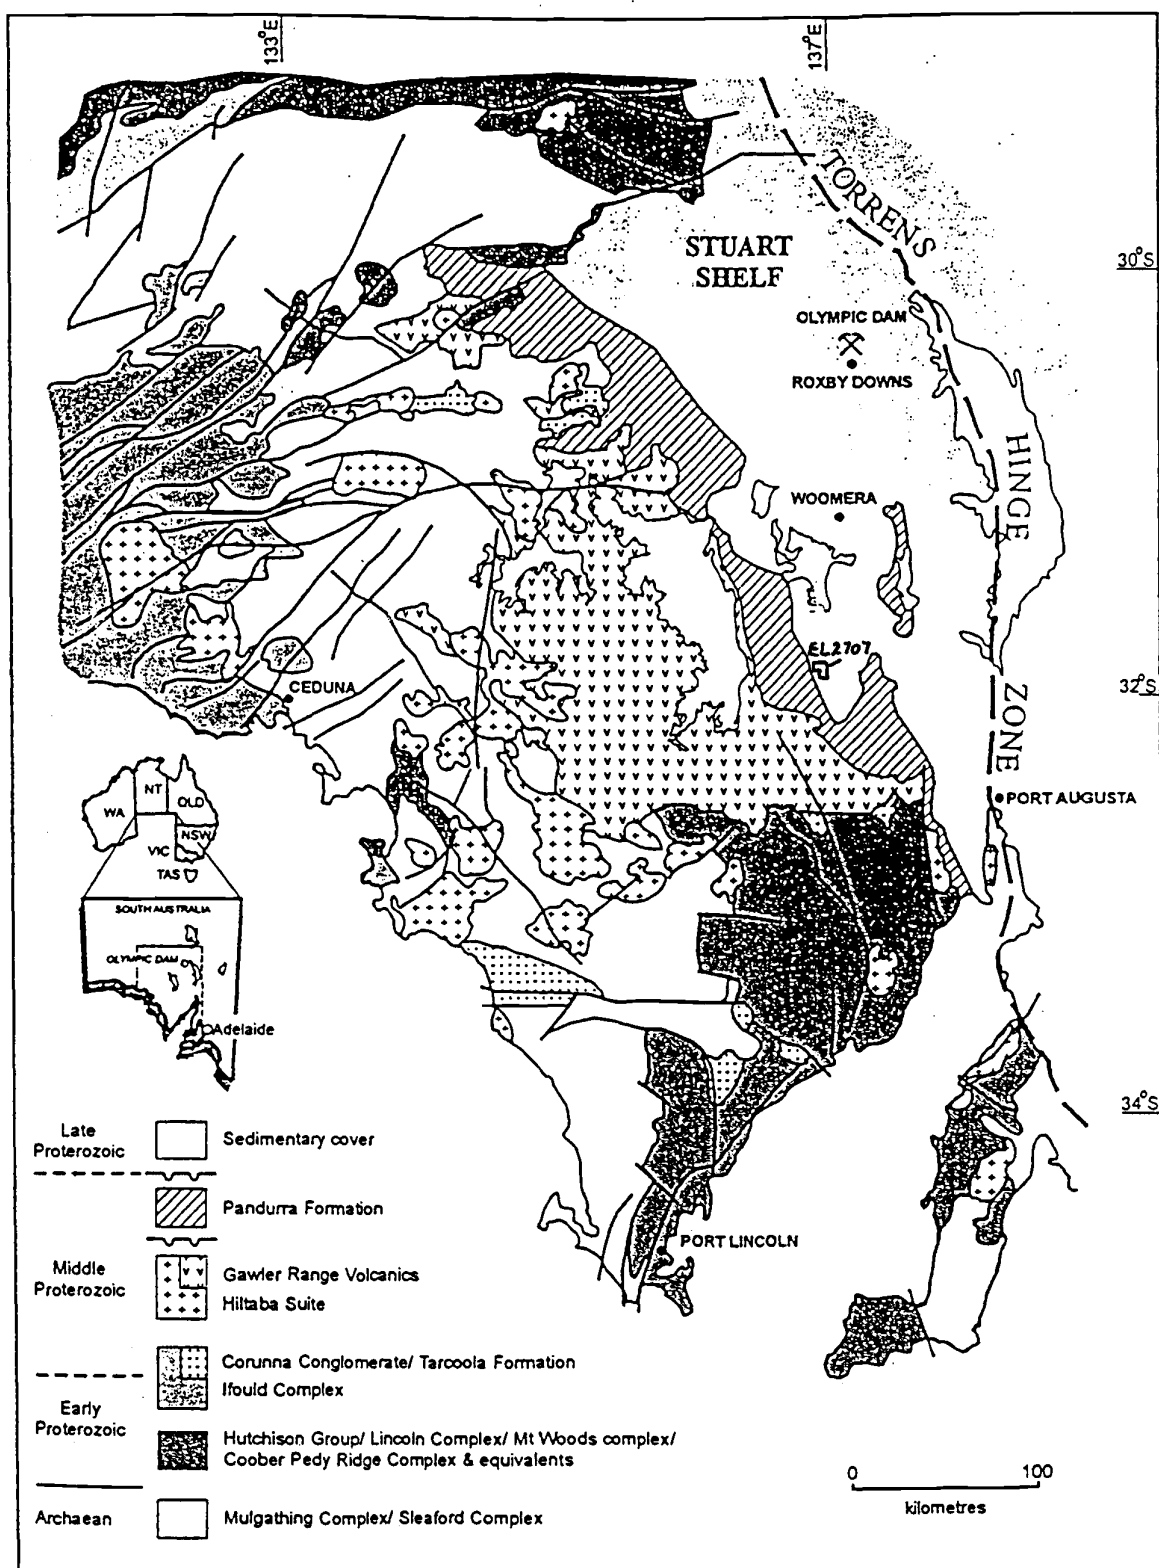 133°E
137°E
TORRENS
HINGE
ZONE
STUART
SHELF
30°S
OLYMPIC DAM
ROXBY DOWNS
WOOMERA
EL2707
32°S
CEDUNA
PORT AUGUSTA
WA
NT
QLD
NSW
VIC
TAS
SOUTH AUSTRALIA
OLYMPIC DAM
Adelaide
34°S
PORT LINCOLN
Late
Proterozoic
Sedimentary cover
Pandurra Formation
Middle
Proterozoic
Gawler Range Volcanics
Hiltaba Suite
Corunna Conglomerate/ Tarcoola Formation
Ifould Complex
Early
Proterozoic
Hutchison Group/ Lincoln Complex/ Mt Woods complex/
Coober Pedy Ridge Complex & equivalents
Archaean
Mulgathing Complex/ Sleaford Complex
0 100
kilometres